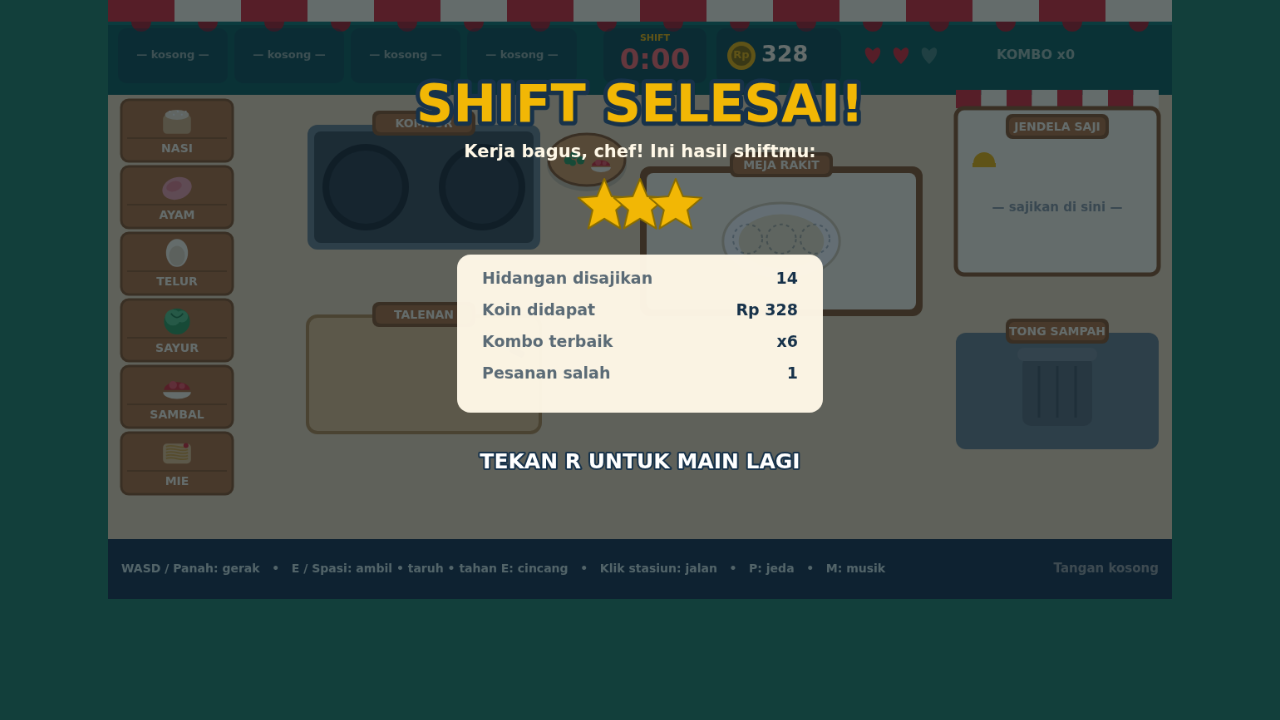 — kosong —
— kosong —
— kosong —
— kosong —
SHIFT
0:00
Rp 328
KOMBO x0
SHIFT SELESAI!
Kerja bagus, chef! Ini hasil shiftmu:
NASI
AYAM
TELUR
SAYUR
SAMBAL
MIE
TALENAN
MEJA RAKIT
JENDELA SAJI
— sajikan di sini —
TONG SAMPAH
Hidangan disajikan 14
Koin didapat Rp 328
Kombo terbaik x6
Pesanan salah 1
TEKAN R UNTUK MAIN LAGI
WASD / Panah: gerak • E / Spasi: ambil • taruh • tahan E: cincang • Klik stasiun: jalan • P: jeda • M: musik
Tangan kosong